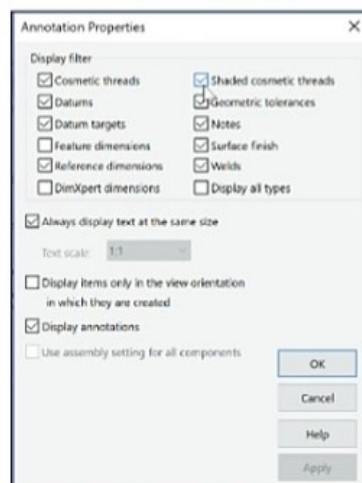 Annotation Properties
Display filter
Cosmetic threads
Shaded cosmetic threads
Datums
Geometric tolerances
Datum targets
Notes
Feature dimensions
Surface finish
Reference dimensions
Welds
DimXpert dimensions
Display all types
Always display text at the same size
Text scale: 1:1
Display items only in the view orientation
in which they are created
Display annotations
Use assembly setting for all components
OK
Cancel
Help
Apply